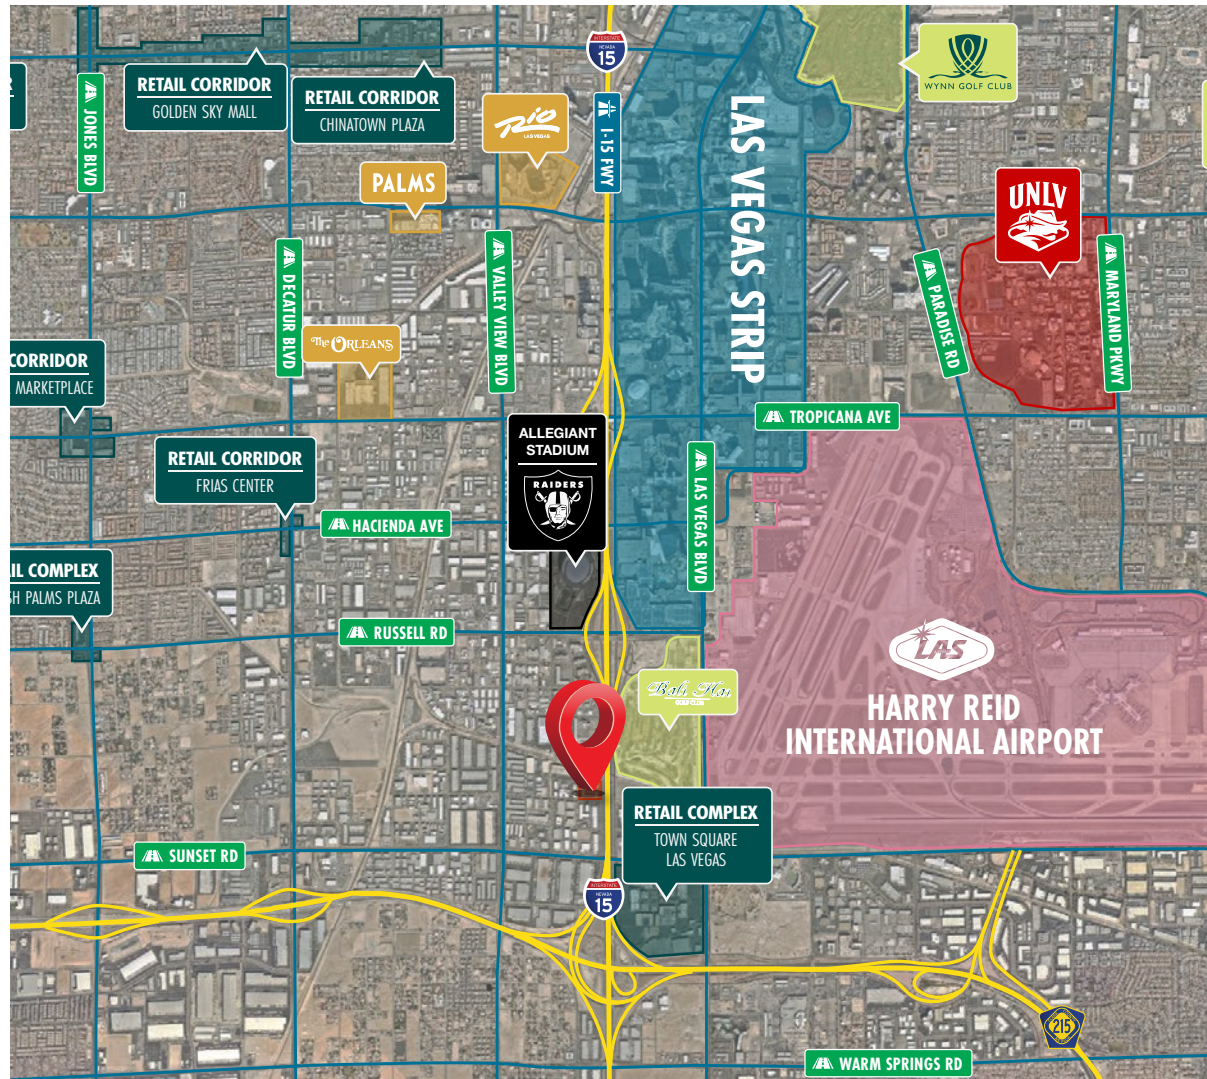 INTERSTATE
NEVADA
15
WYNN GOLF CLUB
RETAIL CORRIDOR
GOLDEN SKY MALL
RETAIL CORRIDOR
CHINATOWN PLAZA
JONES BLVD
Rio
LAS VEGAS
I-15 FWY
LAS VEGAS STRIP
PALMS
UNLV
DECATUR BLVD
VALLEY VIEW BLVD
PARADISE RD
MARYLAND PKWY
The ORLEANS
CORRIDOR
MARKETPLACE
TROPICANA AVE
ALLEGIANT
STADIUM
RAIDERS
RETAIL CORRIDOR
FRIAS CENTER
LAS VEGAS BLVD
HACIENDA AVE
IL COMPLEX
SH PALMS PLAZA
RUSSELL RD
LAS
HARRY REID
INTERNATIONAL AIRPORT
Bali Hai
GOLF CLUB
RETAIL COMPLEX
TOWN SQUARE
LAS VEGAS
SUNSET RD
INTERSTATE
NEVADA
15
215
WARM SPRINGS RD